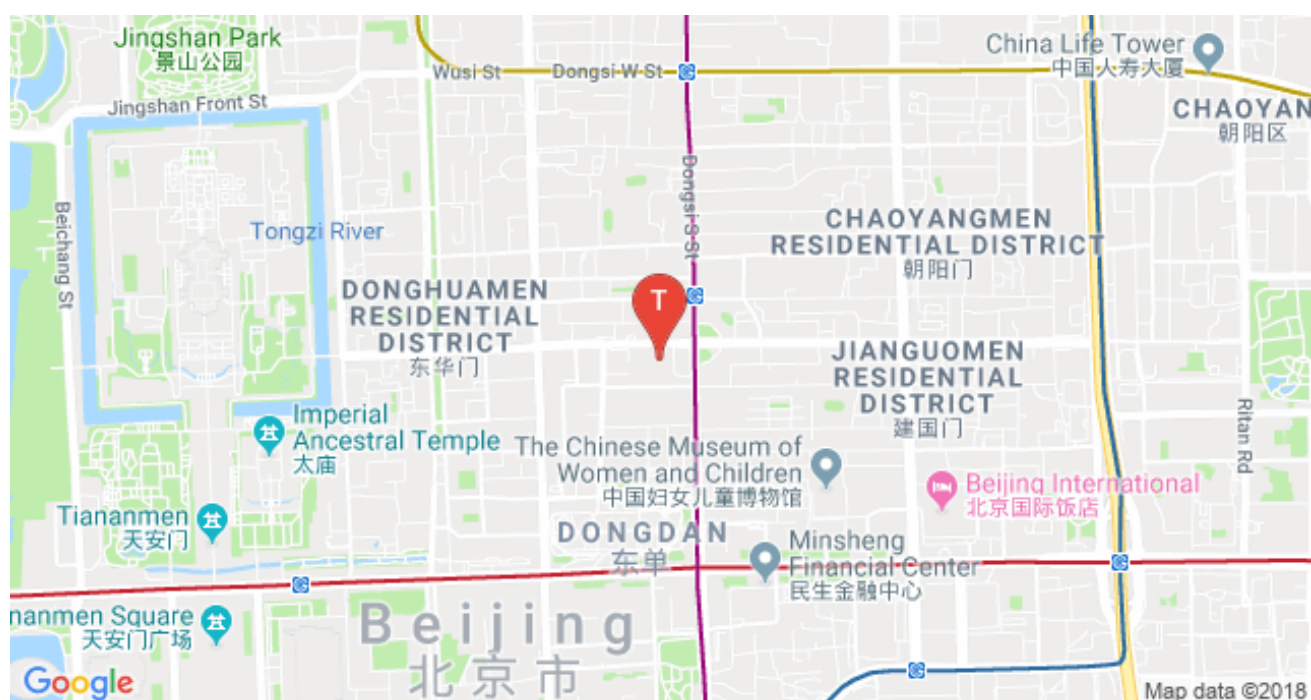 Jingshan Park
景山公园
Wusi St
Dongsi W St
China Life Tower
中国人寿大厦
Jingshan Front St
CHAOYAN
朝阳区
Dongsi S St
Beichang St
Tongzi River
CHAOYANGMEN
RESIDENTIAL DISTRICT
朝阳门
T
DONGHUAMEN
RESIDENTIAL
DISTRICT
东华门
JIANGUOMEN
RESIDENTIAL
DISTRICT
建国门
Ritan Rd
Imperial
Ancestral Temple
太庙
The Chinese Museum of
Women and Children
中国妇女儿童博物馆
Beijing International
北京国际饭店
Tiananmen
天安门
DONGDAN
东单
Minsheng
Financial Center
民生金融中心
nanmen Square
天安门广场
Beijing
北京市
Google
Map data ©2018